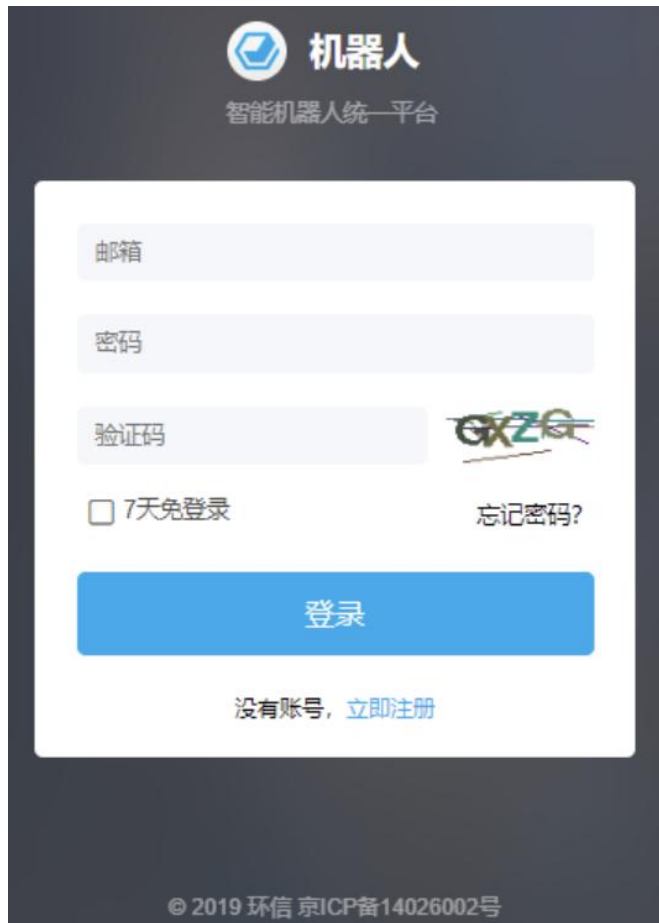 机器人
智能机器人统一平台
邮箱
密码
验证码
GXZG
7天免登录
忘记密码?
登录
没有账号，立即注册
© 2019 环信 京ICP备14026002号